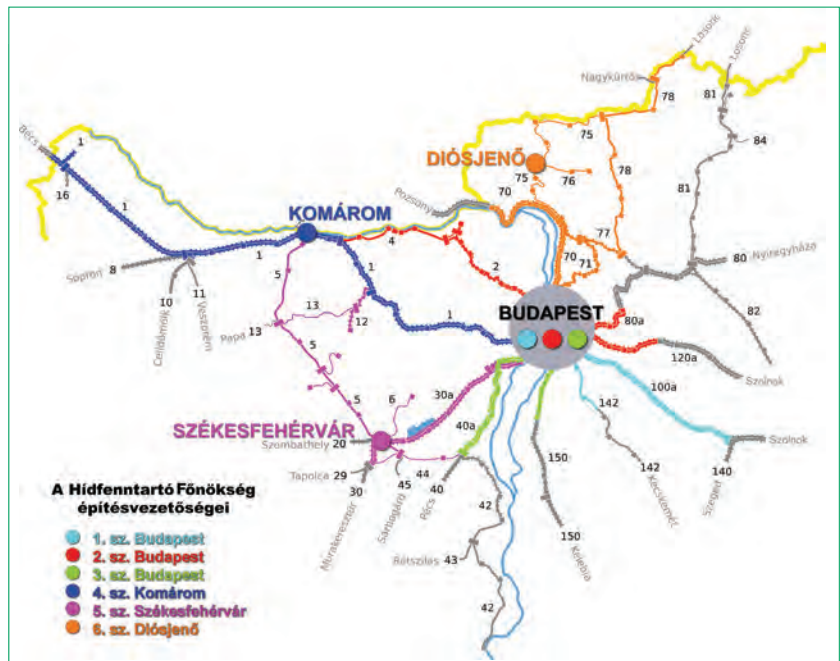 Losonc
Losonc
Nagykürtös
78
81
84
75
DIÓSJENŐ
75
76
78
81
Bécs
1
16
1
Pozsony
70
KOMÁROM
4
77
70
71
2
80
Nyíregyháza
Sopron
8
1
10
11
Veszprém
Celldömölk
5
1
13
12
Pápa
13
1
BUDAPEST
80a
82
120a
Szolnok
5
5
6
30a
100a
142
SZÉKESFEHÉRVÁR
40a
Szombathely
20
Tapolca
29
30
45
44
40
150
142
Kecskemét
140
Szolnok
Szeged
Murakeresztúr
Sárbogárd
Pécs
42
Bátszilas
43
150
Kelebia
42
A Hídfenntartó Főnökség
építésvezetőségei
1. sz. Budapest
2. sz. Budapest
3. sz. Budapest
4. sz. Komárom
5. sz. Székesfehérvár
6. sz. Diósjenő